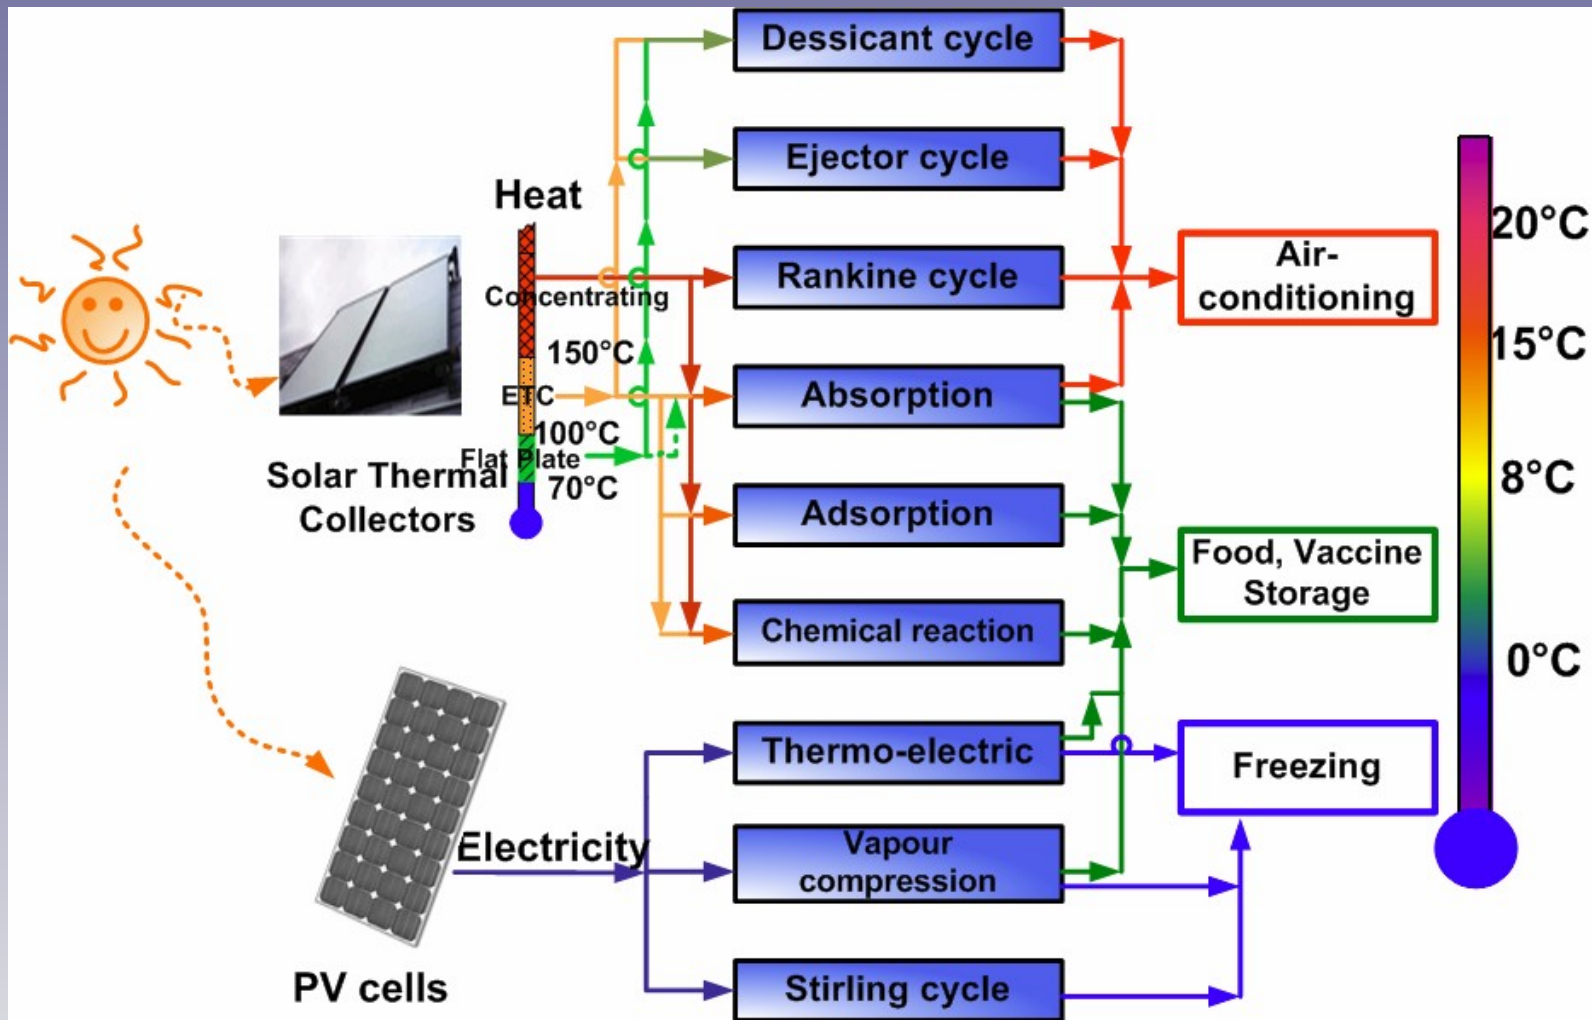 Dessicant cycle
Ejector cycle
Heat
Rankine cycle
Concentrating
150°C
ETC
100°C
Flat Plate
70°C
Solar Thermal
Collectors
Absorption
Adsorption
Chemical reaction
Thermo-electric
Electricity
Vapour
compression
Stirling cycle
PV cells
Air-
conditioning
Food, Vaccine
Storage
Freezing
20°C
15°C
8°C
0°C